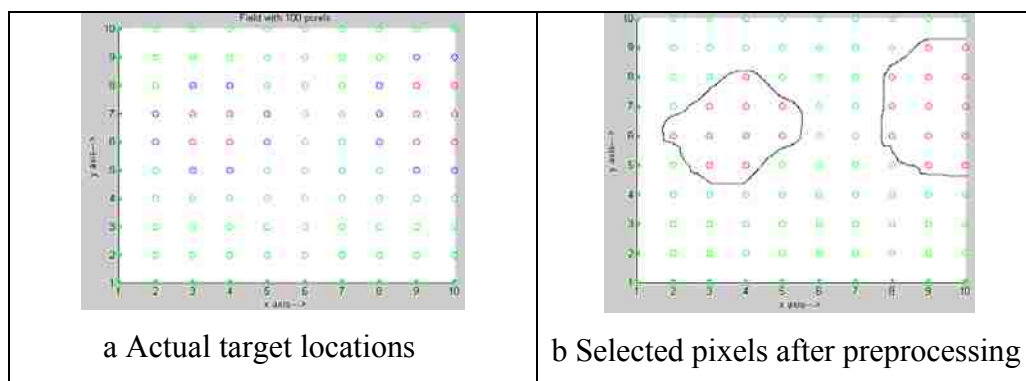 Field with 100 pixels
10
9
8
7
6
5
4
3
2
1
y axis--->
1 2 3 4 5 6 7 8 9 10
x axis--->
a Actual target locations
10
9
8
7
6
5
4
3
2
1
y axis--->
1 2 3 4 5 6 7 8 9 10
x axis--->
b Selected pixels after preprocessing